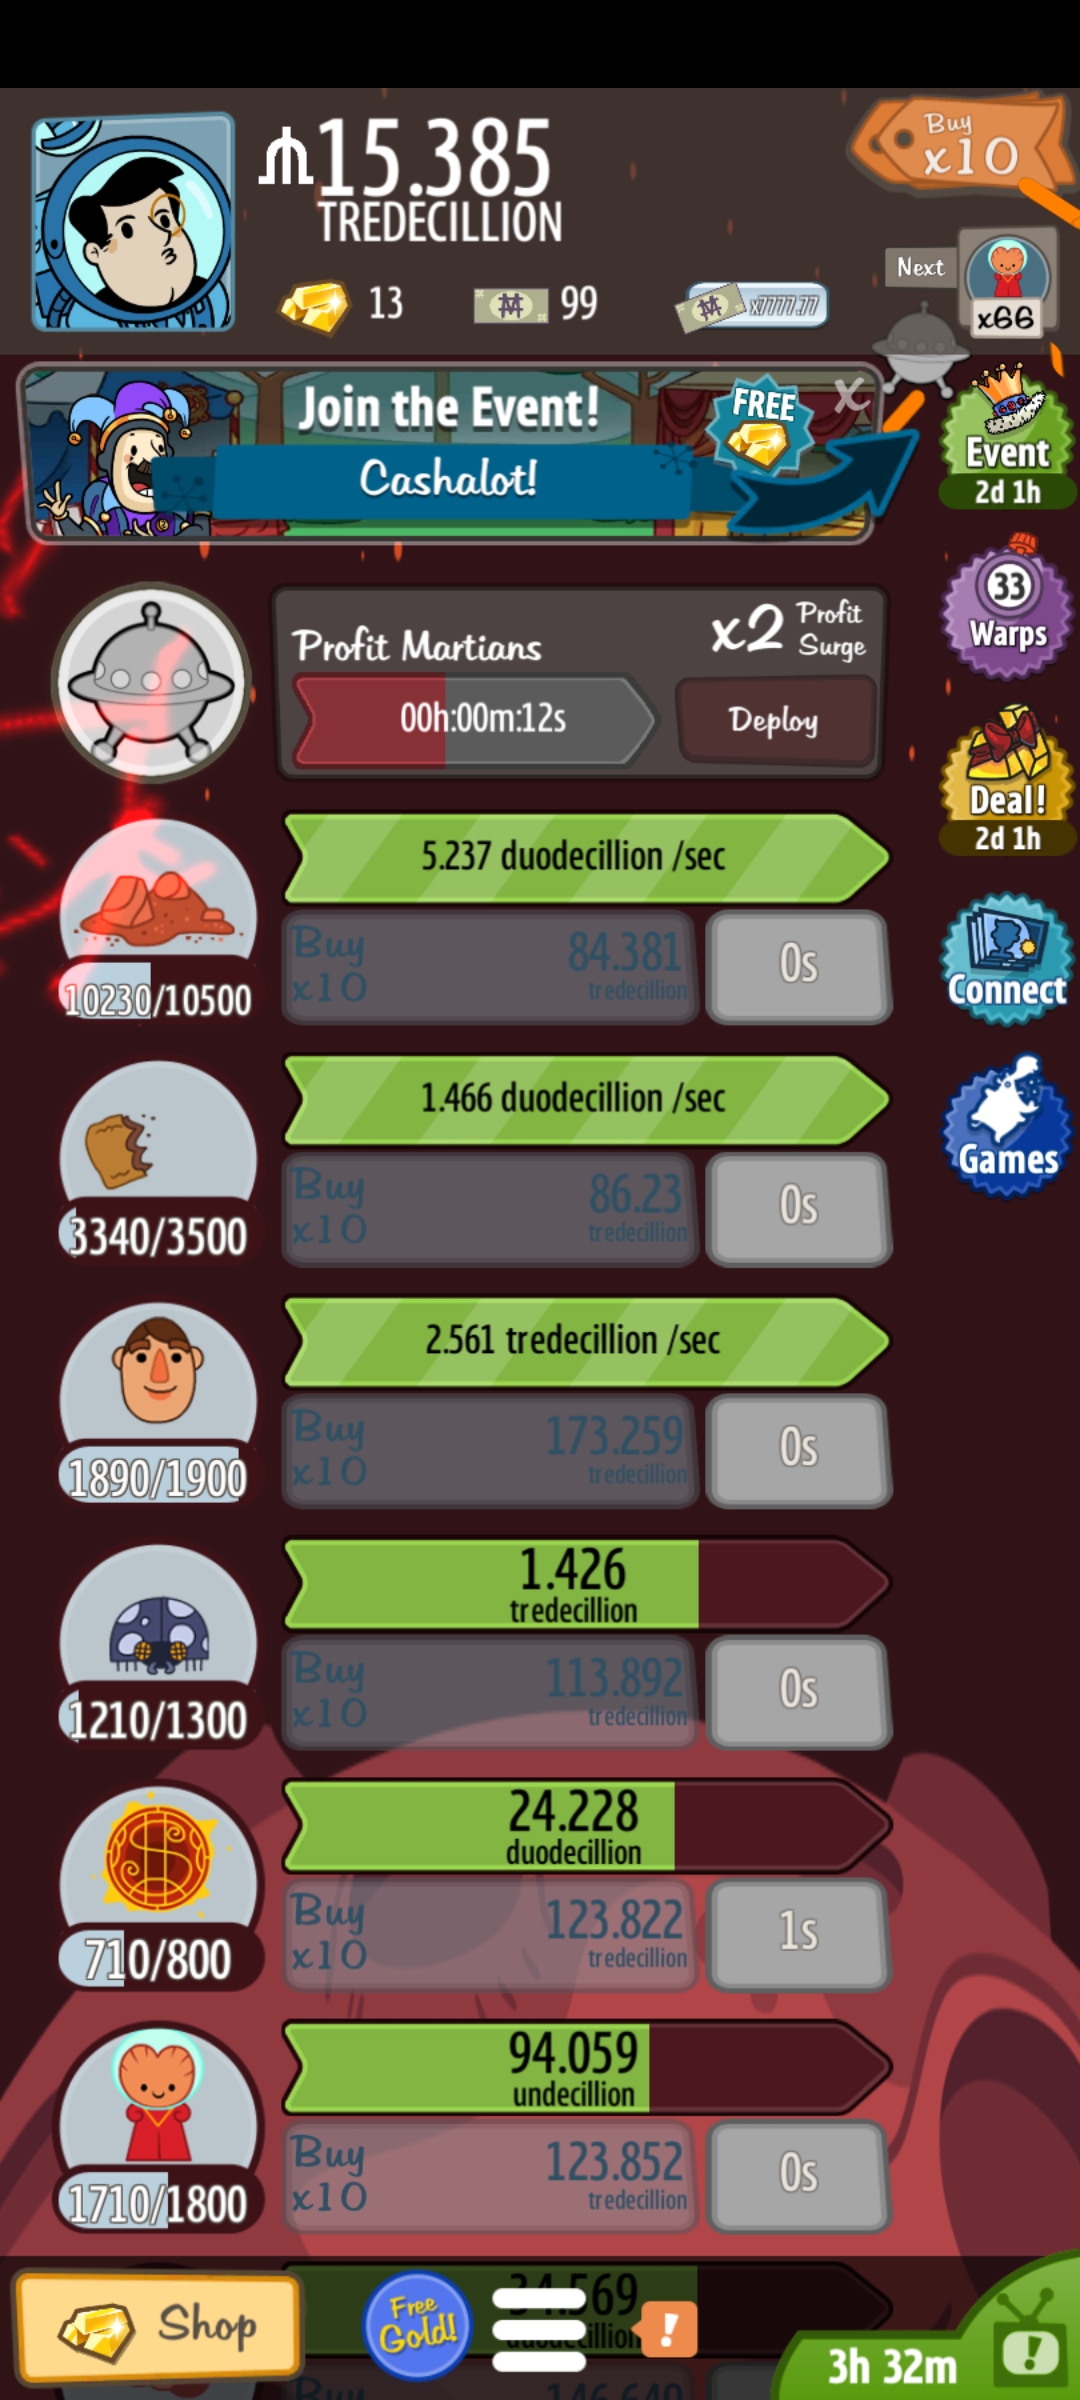 15.385
TREDECILLION
Buy
x10
13
99
x7777.77
Next
x66
Join the Event!
FREE
X
Cashalot!
Event
2d 1h
33
Warps
Profit Martians
x2 Profit
Surge
00h:00m:12s
Deploy
Deal!
2d 1h
5.237 duodecillion /sec
Buy
x10
84.381
tredecillion
0s
10230/10500
Connect
1.466 duodecillion /sec
Buy
x10
86.23
tredecillion
0s
3340/3500
Games
2.561 tredecillion /sec
Buy
x10
173.259
tredecillion
0s
1890/1900
1.426
tredecillion
Buy
x10
113.892
tredecillion
0s
1210/1300
24.228
duodecillion
Buy
x10
123.822
tredecillion
1s
710/800
94.059
undecillion
Buy
x10
123.852
tredecillion
0s
1710/1800
Shop
Free
Gold!
!
3h 32m
!
Buy